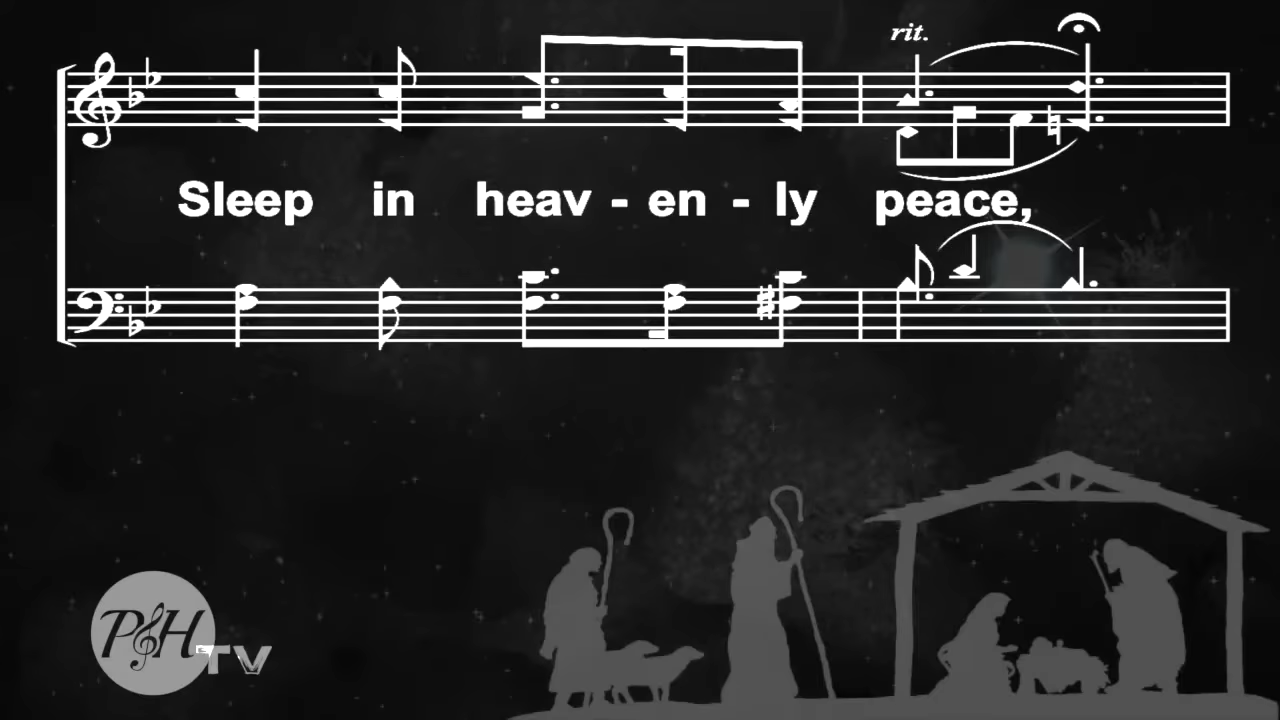 rit.
Sleep in heav - en - ly peace,
P&H
TV